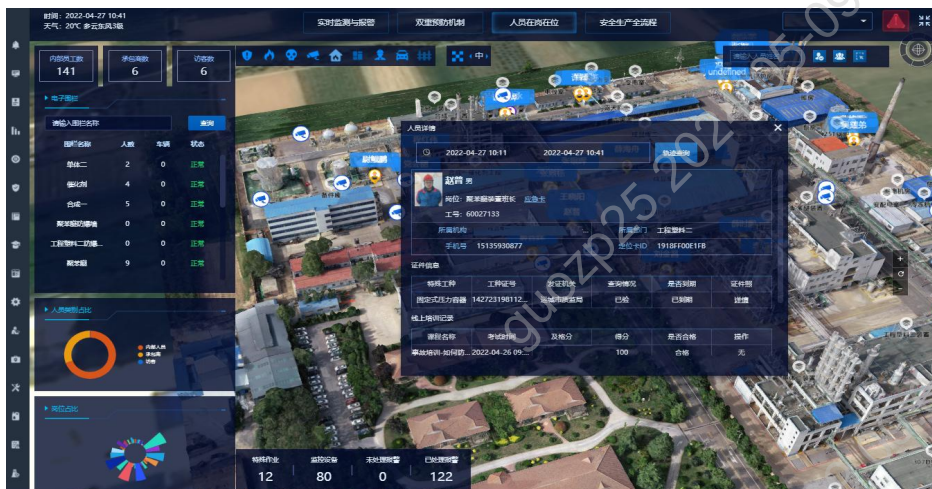 时间: 2022-04-27 10:41
天气: 20℃ 多云东风3级
实时监测与报警 双重预防机制 人员在岗在位 安全生产全流程
内部员工数 承包商数 访客数
141 6 6
电子围栏
请输入围栏名称 查询
围栏名称 人数 车辆 状态
单体二 2 0 正常
催化剂 4 0 正常
合成一 5 0 正常
聚苯醚防爆墙 0 0 正常
工程塑料二防爆... 0 0 正常
聚苯醚 9 0 正常
人员类别占比
内部人员
承包商
访客
岗位占比
中
undefined
人员详情
2022-04-27 10:11 2022-04-27 10:41 轨迹查询
男
岗位: 聚苯醚装置班长 应急卡
工号: 60027133
所属机构 所属部门 工程塑料二
手机号 15135930877 定位卡ID 1918FF00E1FB
证件信息
特殊工种 工种证号 发证机关 查询情况 是否到期 证件照
固定式压力容器 142723198112... 运城市质监局 已检 已到期
线上培训记录
课程名称 考试时间 及格分 得分 是否合格 操作
事故培训-如何防... 2022-04-26 09:... 100 合格 无
特殊作业 监控设备 未处理报警 已处理报警
12 80 0 122